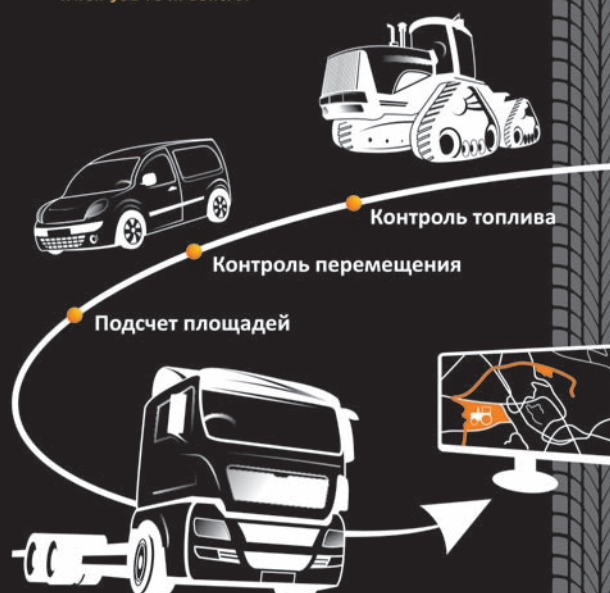 Контроль топлива
Контроль перемещения
Подсчет площадей